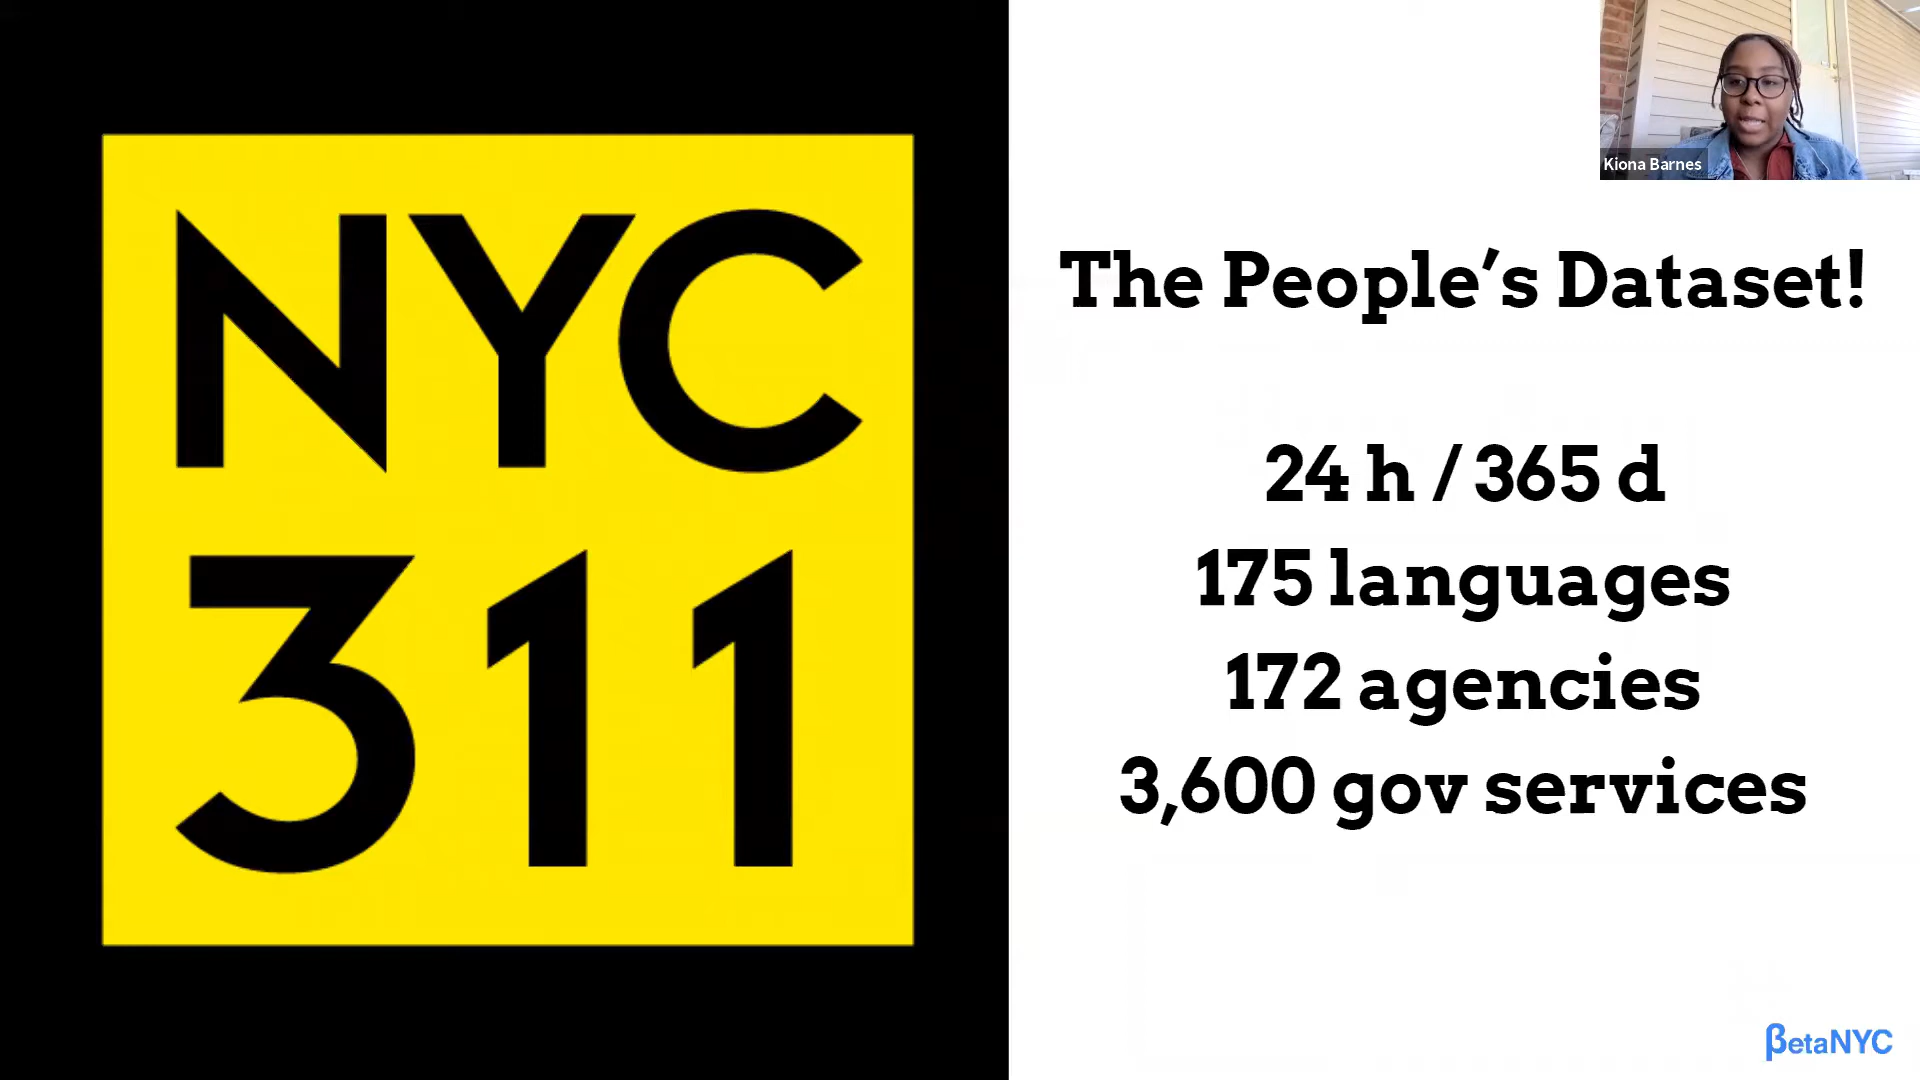 NYC
311
Kiona Barnes
The People’s Dataset!
24 h / 365 d
175 languages
172 agencies
3,600 gov services
βetaNYC